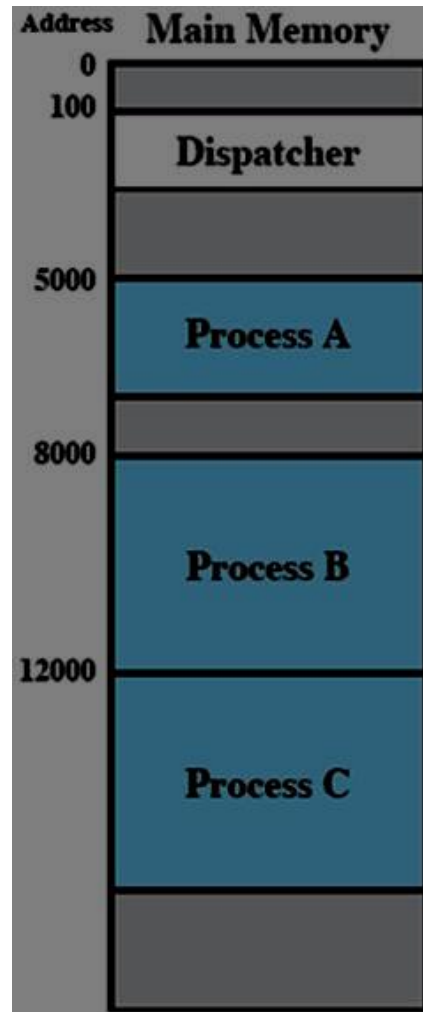 Address Main Memory
0
100
Dispatcher
5000
Process A
8000
Process B
12000
Process C